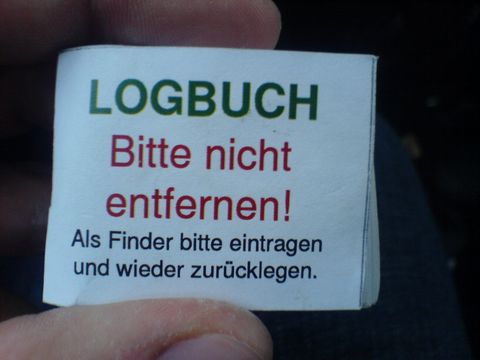 LOGBUCH
Bitte nicht
entfernen!
Als Finder bitte eintragen
und wieder zurücklegen.